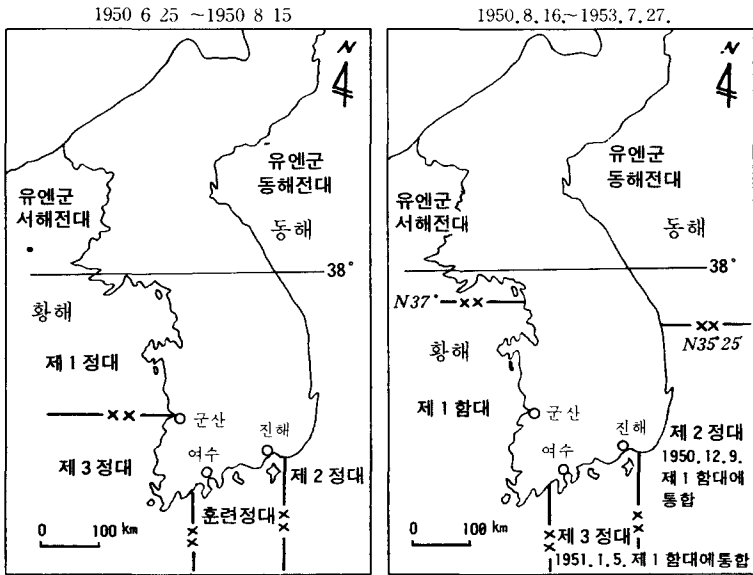 1950 6 25 ~1950 8 15
N
유엔군
동해전대
유엔군
서해전대
동해
38°
황해
제1정대
군산
진해
여수
제3정대
제2정대
훈련정대
0 100 km
1950.8.16.~1953.7.27.
N
유엔군
동해전대
유엔군
서해전대
동해
38°
N37°
N35°25′
황해
제1함대
군산
진해
여수
제2정대
1950.12.9.
제1함대에
통합
0 100 km
제3정대
1951.1.5. 제1함대에통합